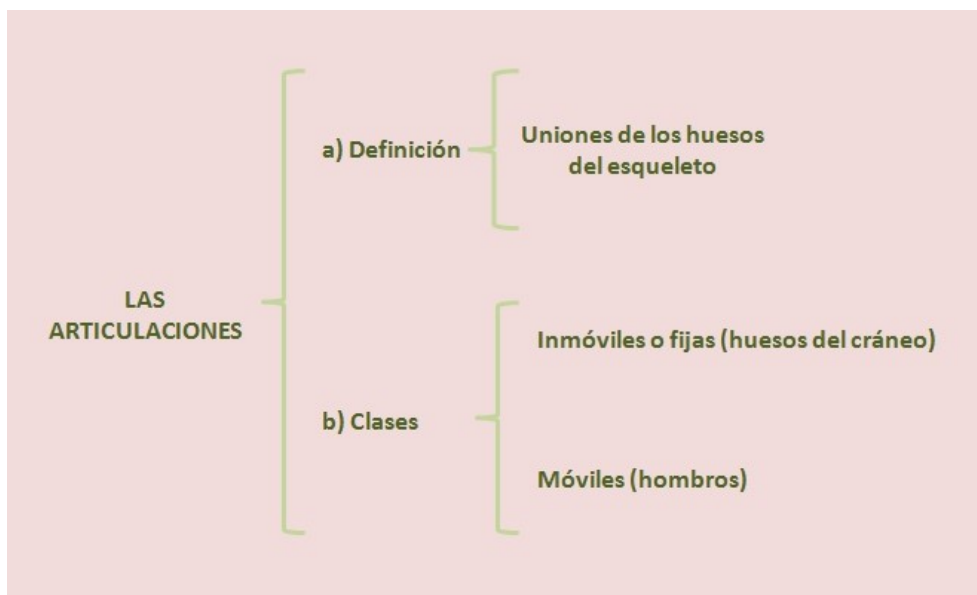 LAS
ARTICULACIONES
a) Definición
Uniones de los huesos
del esqueleto
b) Clases
Inmóviles o fijas (huesos del cráneo)
Móviles (hombros)